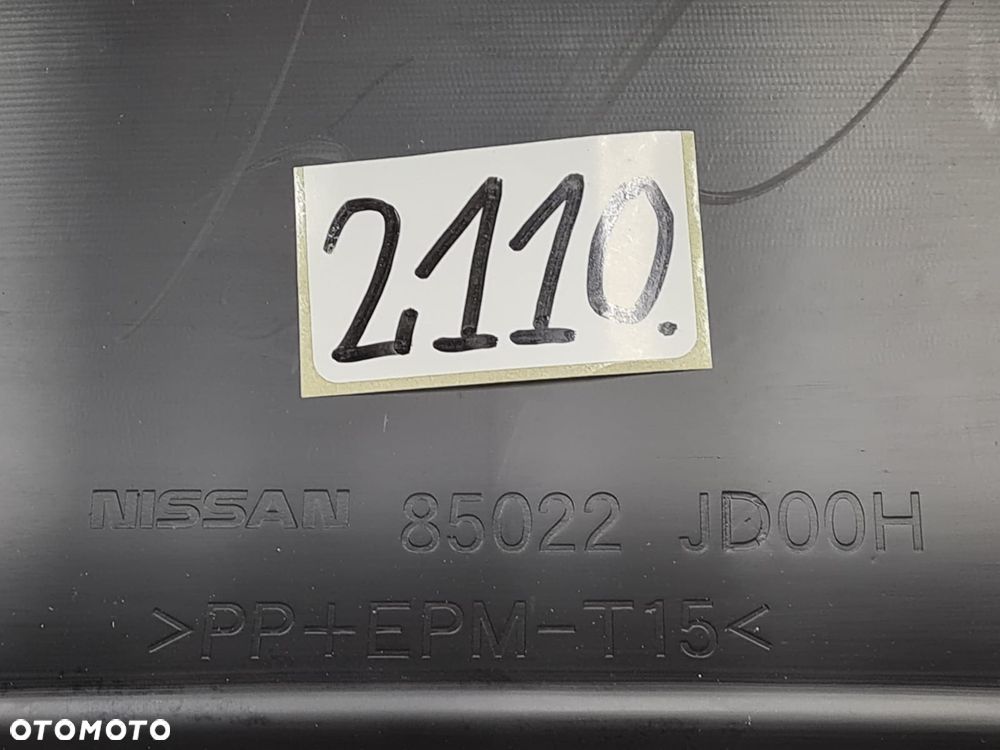 2110.
NISSAN 85022 JD00H
>PP+EPM-T15<
OTOMOTO